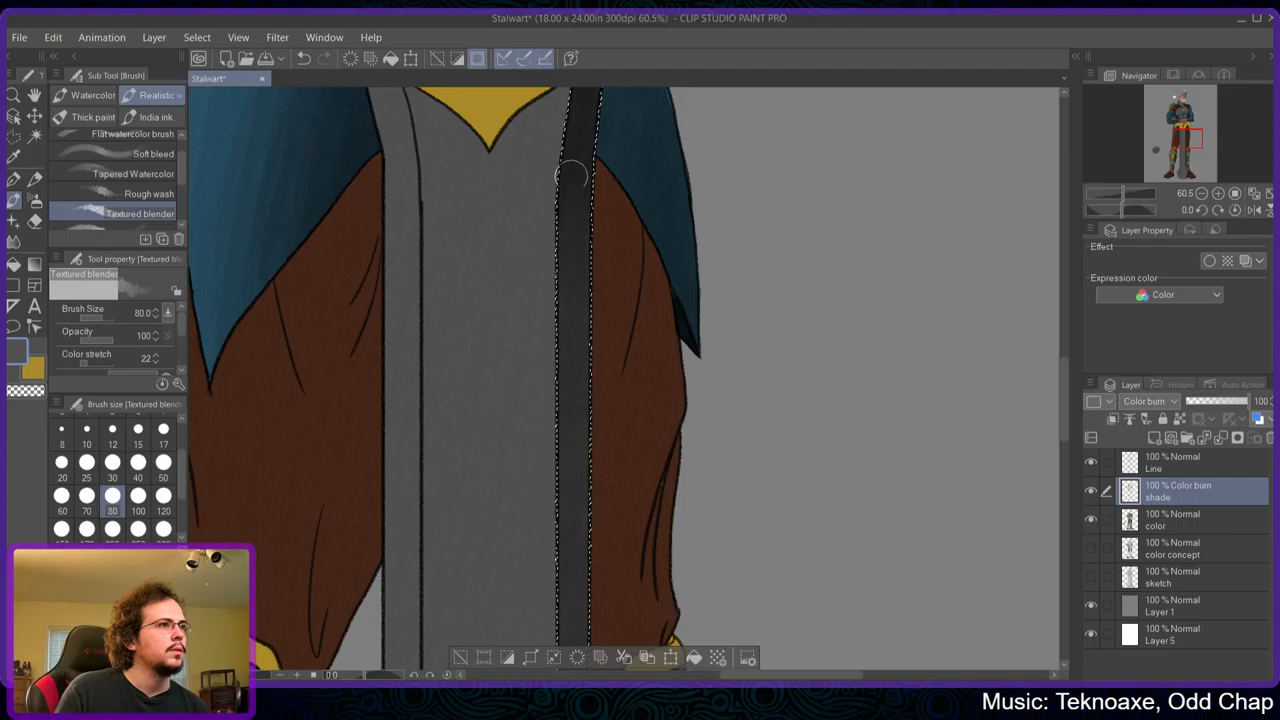 Stalwart* (18.00 x 24.00in 300dpi 60.5%) - CLIP STUDIO PAINT PRO
File Edit Animation Layer Select View Filter Window Help
Sub Tool [Brush]
Stalwart*
Navigator
Watercolor
Realistic w
Thick paint
India ink
Flat watercolor brush
Soft bleed
Tapered Watercolor
Rough wash
Textured blender
60.5
0.0
Layer Property
Effect
Expression color
Color
Tool property [Textured ble
Textured blender
Brush Size 80.0
Opacity 100
Color stretch 22
Brush size [Textured blend
8 10 12 15 17
20 25 30 40 50
60 70 80 100 120
Layer History Auto Action
Color burn 100
100 % Normal
Line
100 % Color burn
shade
100 % Normal
color
100 % Normal
color concept
100 % Normal
sketch
100 % Normal
Layer 1
100 % Normal
Layer 5
0.0
Music: Teknoaxe, Odd Chap